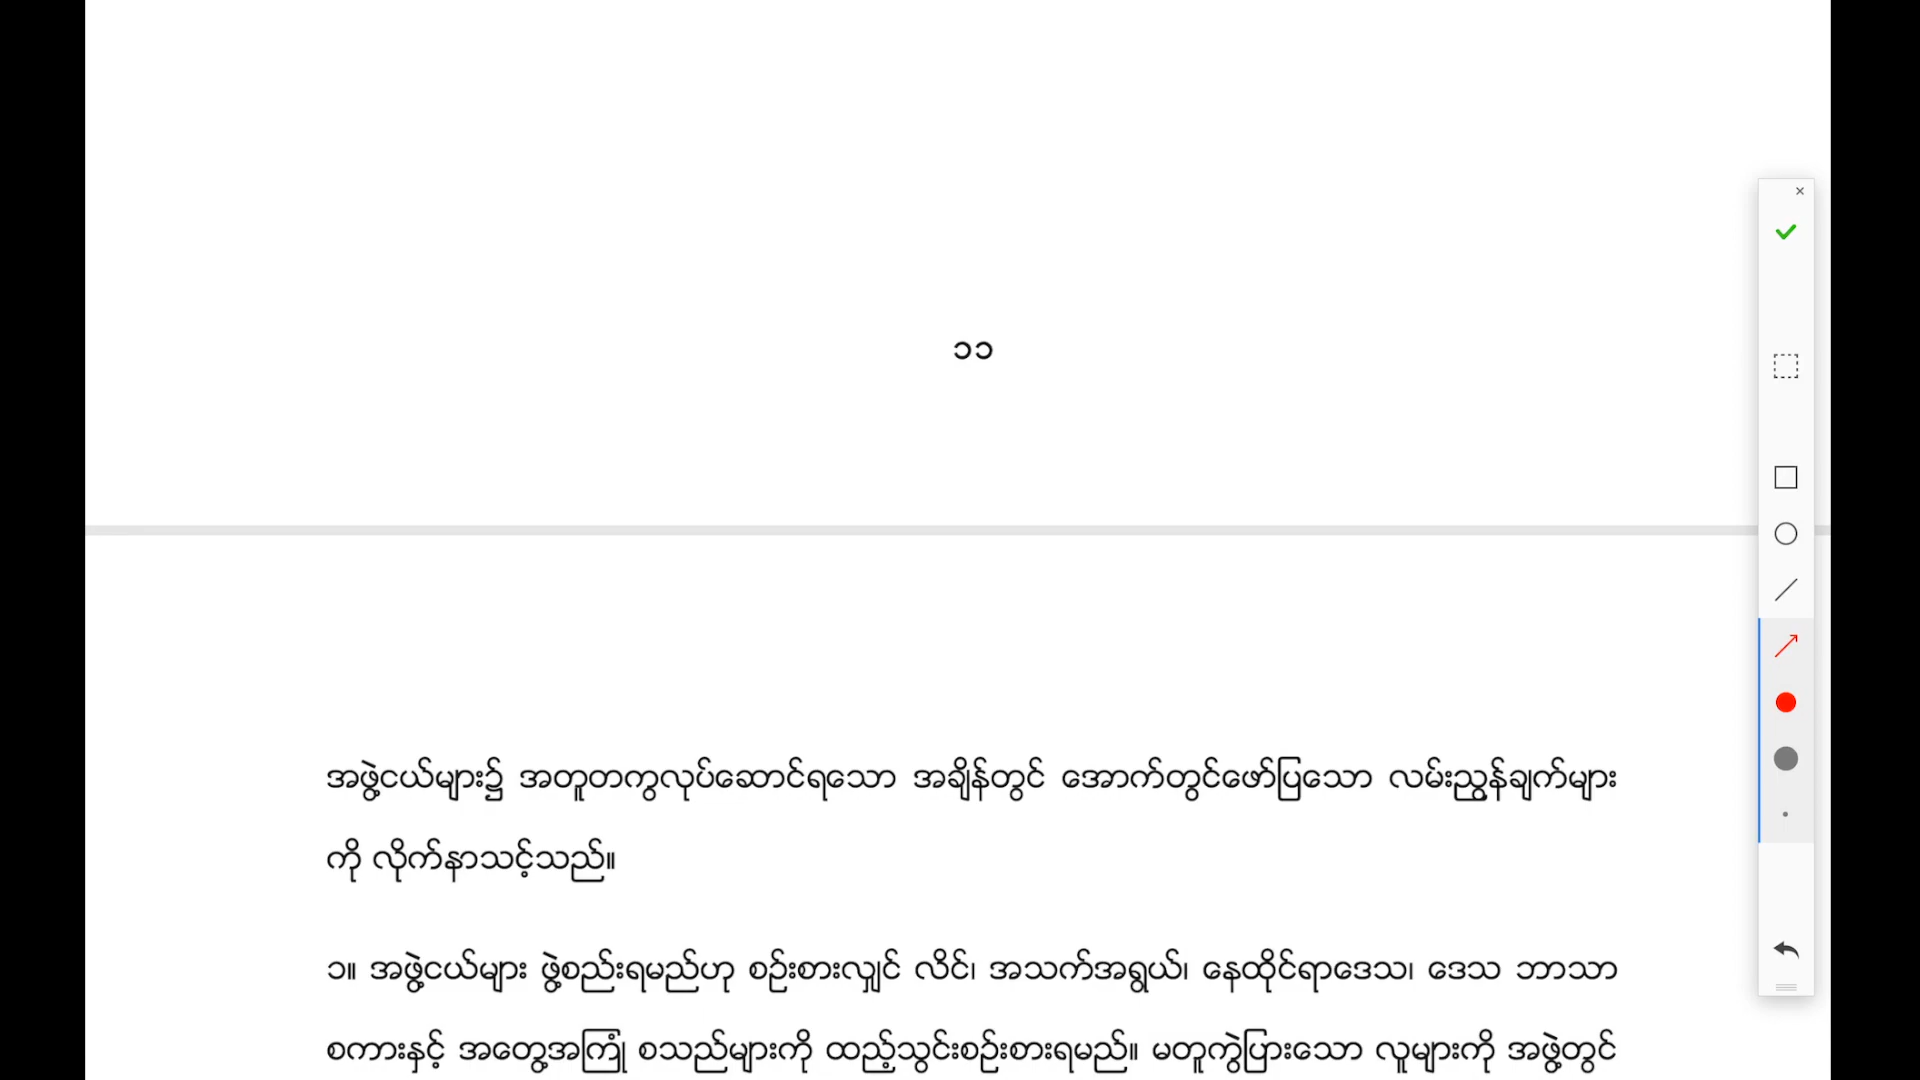 ၁၁
အဖွဲ့ငယ်များ၌ အတူတကွလုပ်ဆောင်ရသော အချိန်တွင် အောက်တွင်ဖော်ပြသော လမ်းညွှန်ချက်များ
ကို လိုက်နာသင့်သည်။
၁။ အဖွဲ့ငယ်များ ဖွဲ့စည်းရမည်ဟု စဉ်းစားလျှင် လိင်၊ အသက်အရွယ်၊ နေထိုင်ရာဒေသ၊ ဒေသ ဘာသာ
စကားနှင့် အတွေ့အကြုံ စသည်များကို ထည့်သွင်းစဉ်းစားရမည်။ မတူကွဲပြားသော လူများကို အဖွဲ့တွင်